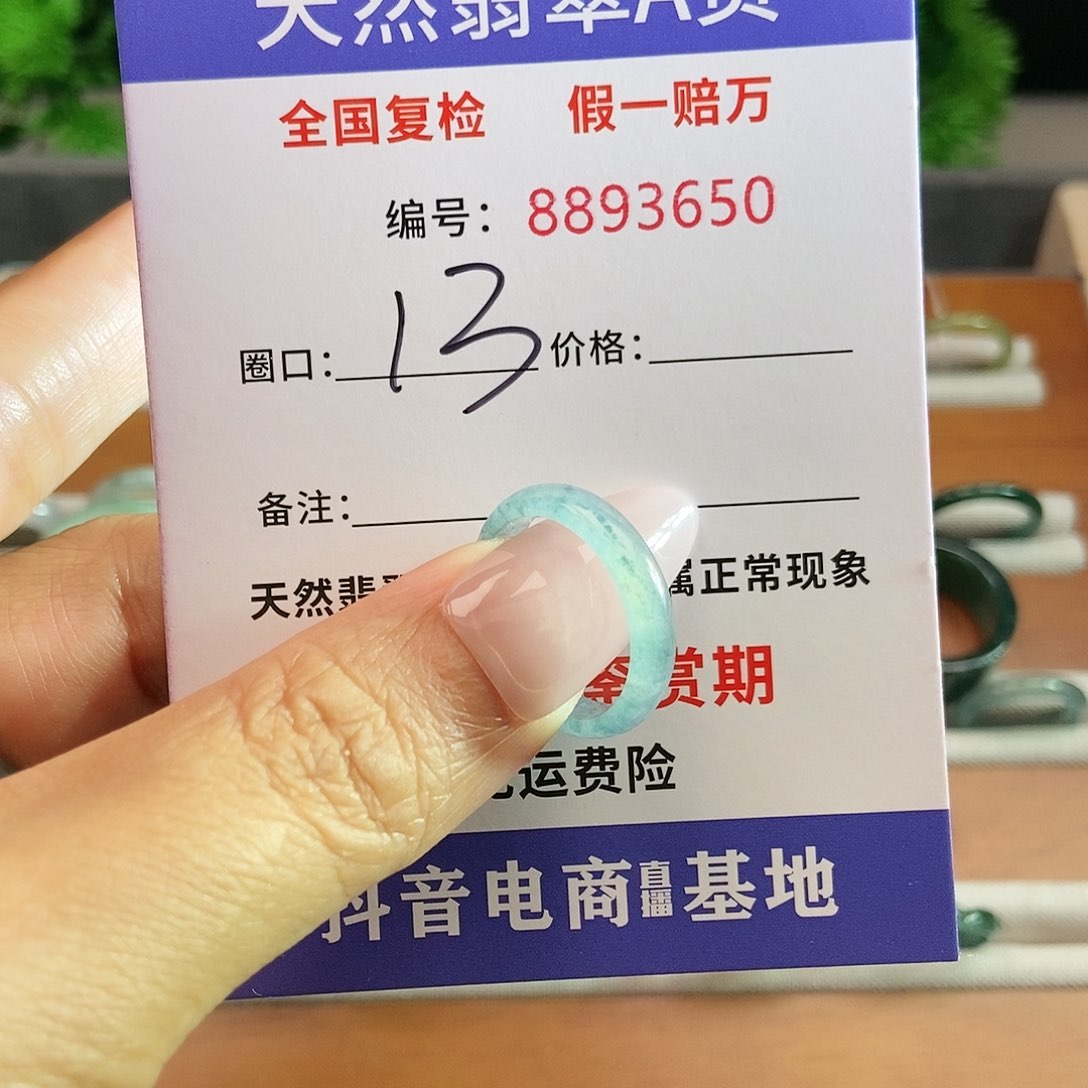 天然翡翠A货
全国复检 假一赔万
编号：8893650
圈口：13 价格：
备注：
天然翡 属正常现象
赏期
运费险
抖音电商直播基地